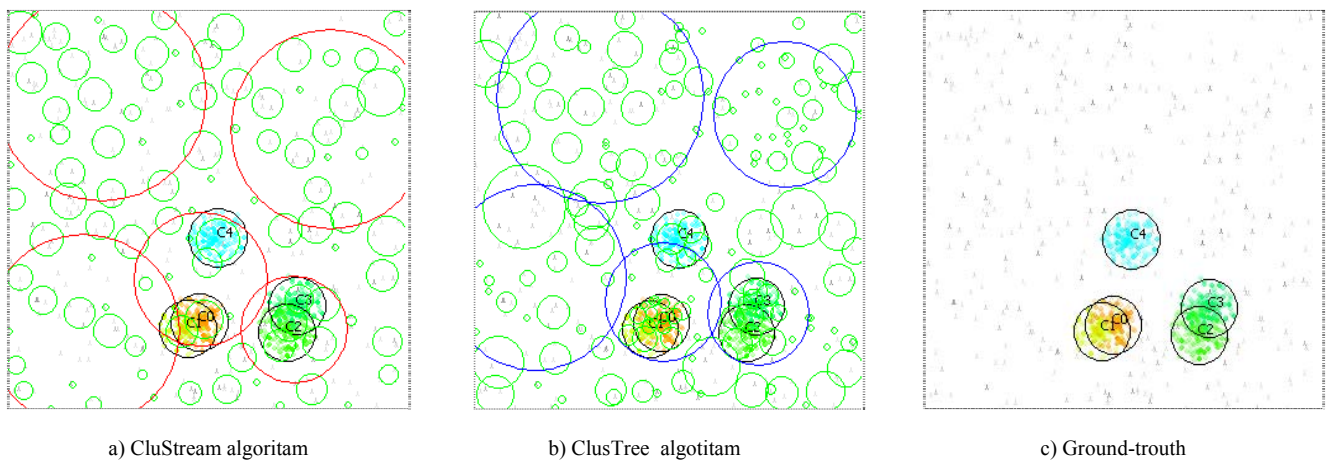 C4
C3
C1
C0
C2
C4
C3
C1
C0
C2
C4
C3
C1
C0
C2
a) CluStream algoritam
b) ClusTree algotitam
c) Ground-trouth